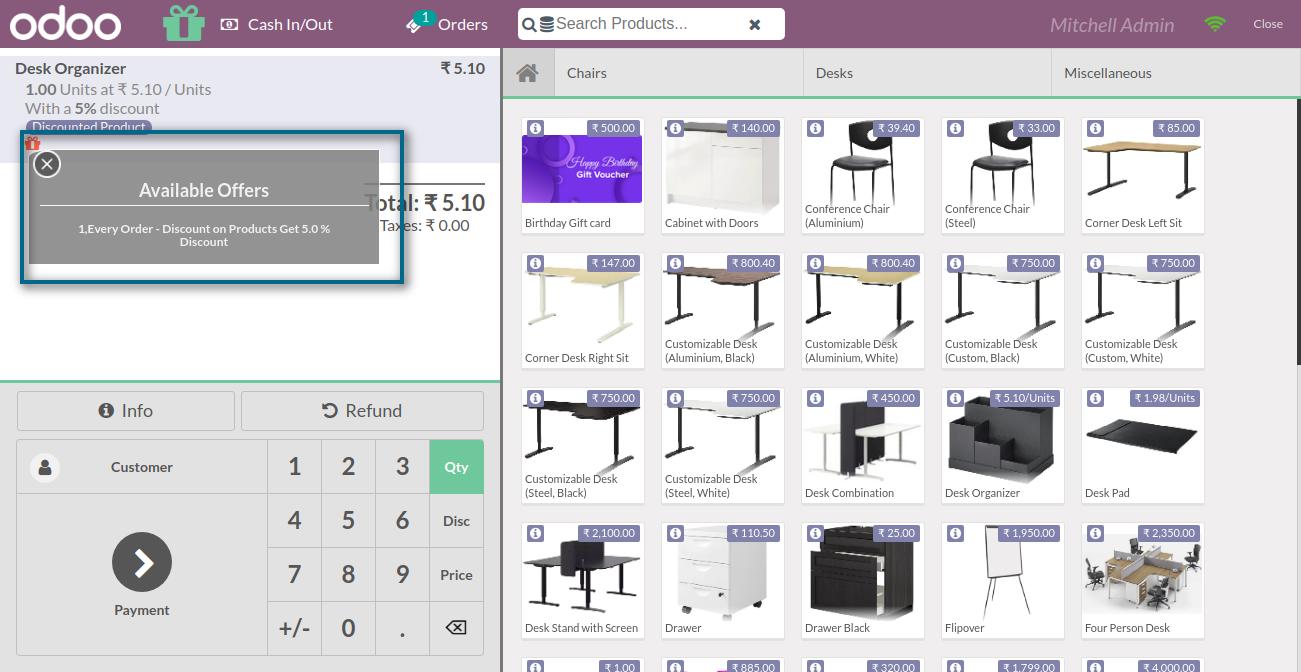 odoo
Cash In/Out
1
Orders
Search Products...
Mitchell Admin
Close
Desk Organizer
₹ 5.10
1.00 Units at ₹ 5.10 / Units
With a 5% discount
Discounted Product
Available Offers
1,Every Order - Discount on Products Get 5.0 %
Discount
Total: ₹ 5.10
Taxes: ₹ 0.00
Info
Refund
Customer
1 2 3 Qty
4 5 6 Disc
7 8 9 Price
+/- 0 .
Payment
Chairs
Desks
Miscellaneous
₹ 500.00
Happy Birthday
Gift Voucher
Birthday Gift card
₹ 140.00
Cabinet with Doors
₹ 39.40
Conference Chair
(Aluminium)
₹ 33.00
Conference Chair
(Steel)
₹ 85.00
Corner Desk Left Sit
₹ 147.00
Corner Desk Right Sit
₹ 800.40
Customizable Desk
(Aluminium, Black)
₹ 800.40
Customizable Desk
(Aluminium, White)
₹ 750.00
Customizable Desk
(Custom, Black)
₹ 750.00
Customizable Desk
(Custom, White)
₹ 750.00
Customizable Desk
(Steel, Black)
₹ 750.00
Customizable Desk
(Steel, White)
₹ 450.00
Desk Combination
₹ 5.10/Units
Desk Organizer
₹ 1.98/Units
Desk Pad
₹ 2,100.00
Desk Stand with Screen
₹ 110.50
Drawer
₹ 25.00
Drawer Black
₹ 1,950.00
Flipover
₹ 2,350.00
Four Person Desk
₹ 1.00
₹ 885.00
₹ 320.00
₹ 1,799.00
₹ 4,000.00